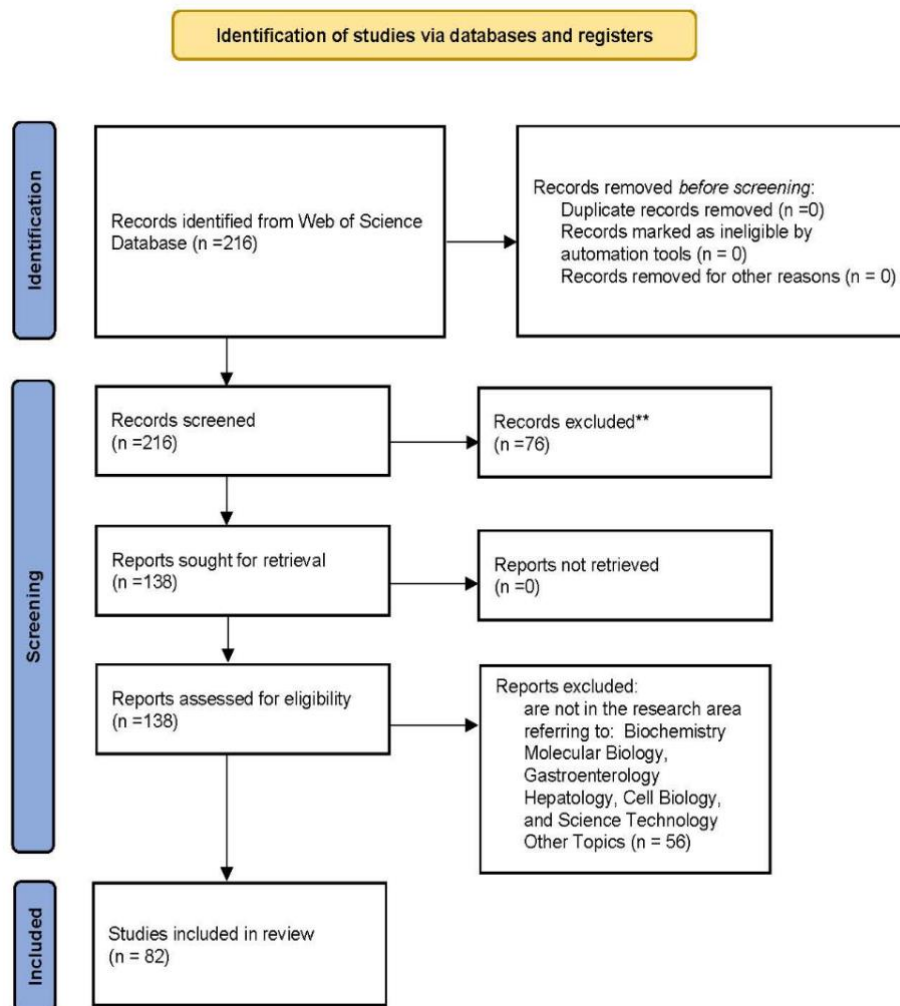 Identification of studies via databases and registers
Identification
Records identified from Web of Science
Database (n =216)
Records removed before screening:
Duplicate records removed (n =0)
Records marked as ineligible by
automation tools (n = 0)
Records removed for other reasons (n = 0)
Screening
Records screened
(n =216)
Records excluded**
(n =76)
Reports sought for retrieval
(n =138)
Reports not retrieved
(n =0)
Reports assessed for eligibility
(n =138)
Reports excluded:
are not in the research area
referring to: Biochemistry
Molecular Biology,
Gastroenterology
Hepatology, Cell Biology,
and Science Technology
Other Topics (n = 56)
Included
Studies included in review
(n = 82)